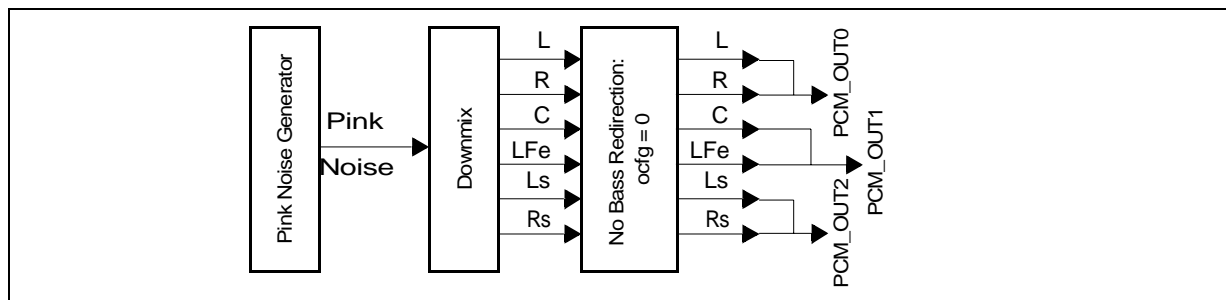 Pink Noise Generator
Pink
Noise
Downmix
L
R
C
LFe
Ls
Rs
No Bass Redirection:
ocfg = 0
L
R
C
LFe
Ls
Rs
PCM_OUT0
PCM_OUT1
PCM_OUT2